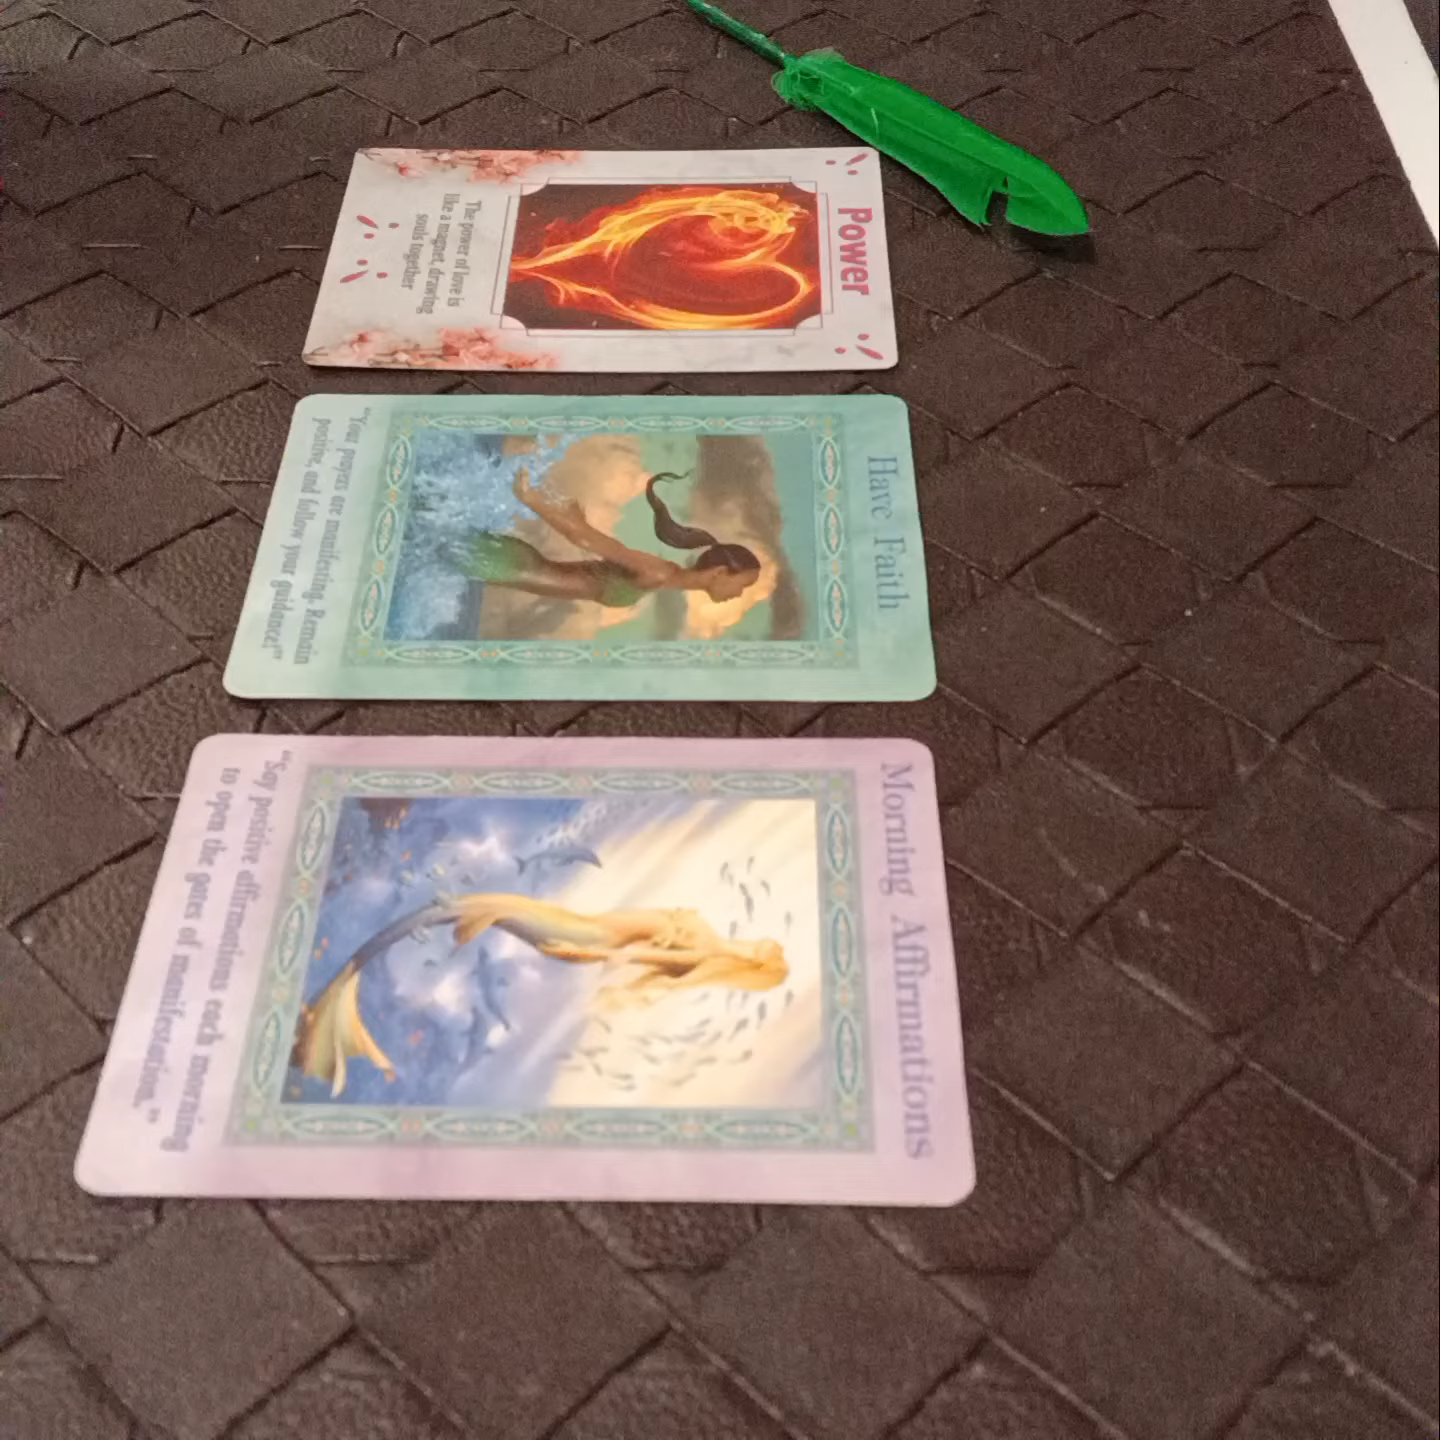 Power
The power of love is
like a magnet, drawing
souls together
Have Faith
"Your prayers are manifesting. Remain
positive, and follow your guidance!"
Morning Affirmations
"Say positive affirmations each morning
to open the gates of manifestation."